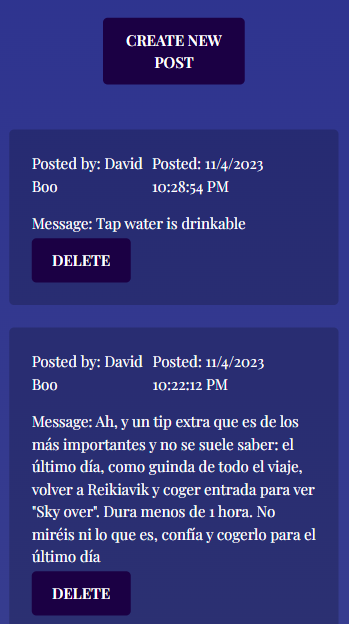 CREATE NEW
POST
Posted by: David Boo
Posted: 11/4/2023 10:28:54 PM
Message: Tap water is drinkable
DELETE
Posted by: David Boo
Posted: 11/4/2023 10:22:12 PM
Message: Ah, y un tip extra que es de los
más importantes y no se suele saber: el
último día, como guinda de todo el viaje,
volver a Reikiavik y coger entrada para ver
"Sky over". Dura menos de 1 hora. No
miréis ni lo que es, confía y cogerlo para el
último día
DELETE